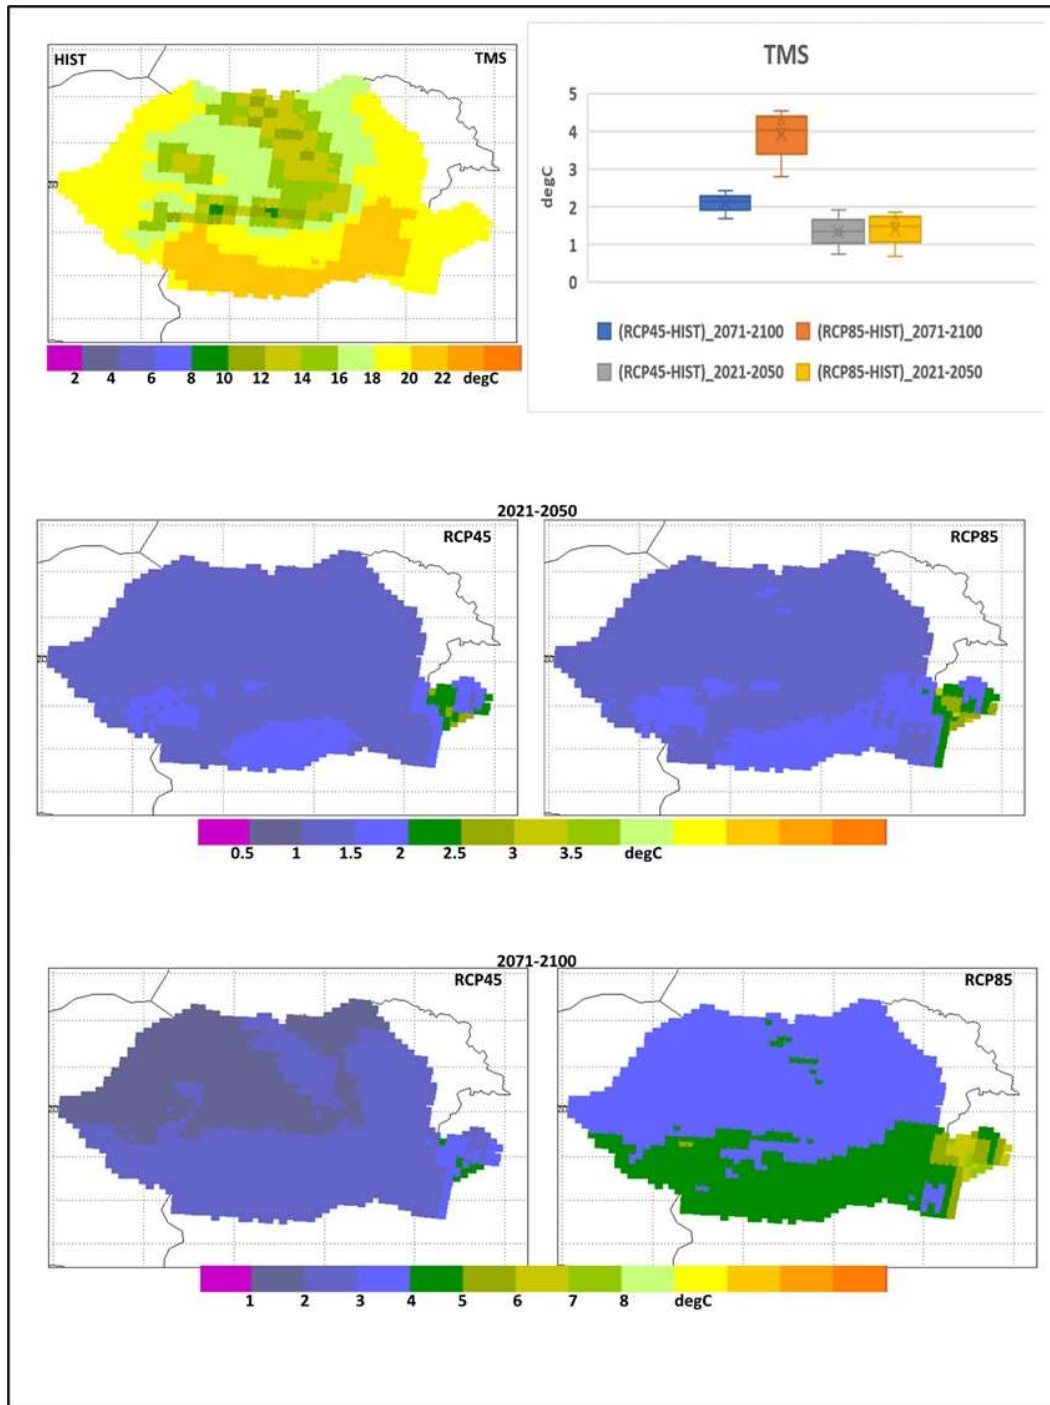 HIST TMS
2 4 6 8 10 12 14 16 18 20 22 degC
TMS
5
4
3
2
1
0
degC
(RCP45-HIST)_2071-2100 (RCP85-HIST)_2071-2100
(RCP45-HIST)_2021-2050 (RCP85-HIST)_2021-2050
2021-2050
RCP45 RCP85
0.5 1 1.5 2 2.5 3 3.5 degC
2071-2100
RCP45 RCP85
1 2 3 4 5 6 7 8 degC